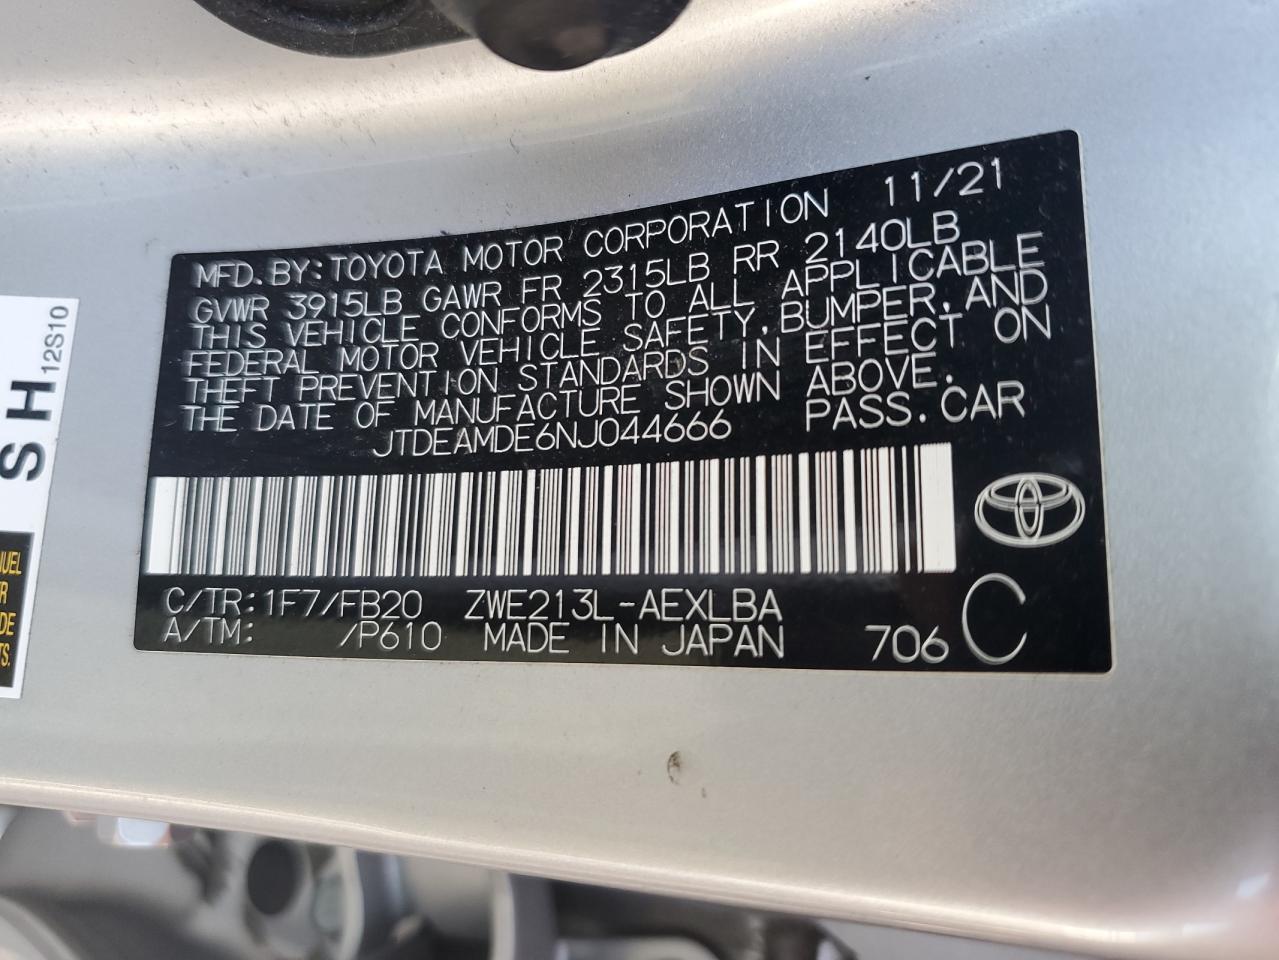 MFD. BY: TOYOTA MOTOR CORPORATION 11/21
GVWR 3915LB GAWR FR 2315LB RR 2140LB
THIS VEHICLE CONFORMS TO ALL APPLICABLE
FEDERAL MOTOR VEHICLE SAFETY, BUMPER, AND
THEFT PREVENTION STANDARDS IN EFFECT ON
THE DATE OF MANUFACTURE SHOWN ABOVE.
JTDEAMDE6NJ044666 PASS. CAR
C/TR: 1F7/FB20 ZWE213L-AEXLBA
A/TM: /P610 MADE IN JAPAN 706 C
S H 12S10